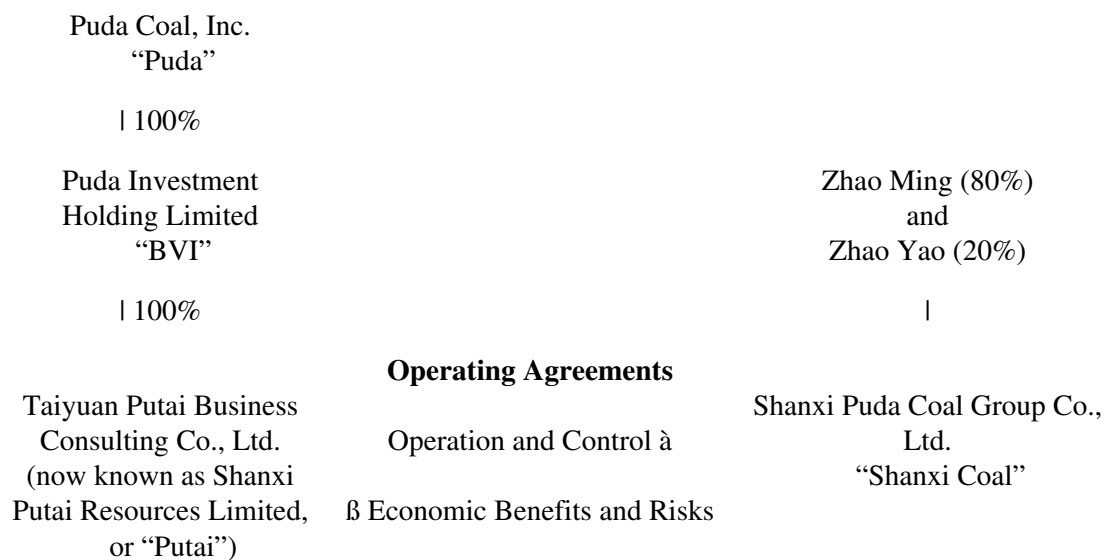 Puda Coal, Inc.
“Puda”
| 100%
Puda Investment
Holding Limited
“BVI”
Zhao Ming (80%)
and
Zhao Yao (20%)
| 100%
|
Operating Agreements
Taiyuan Putai Business
Consulting Co., Ltd.
(now known as Shanxi
Putai Resources Limited,
or “Putai”)
Operation and Control à
ß Economic Benefits and Risks
Shanxi Puda Coal Group Co.,
Ltd.
“Shanxi Coal”